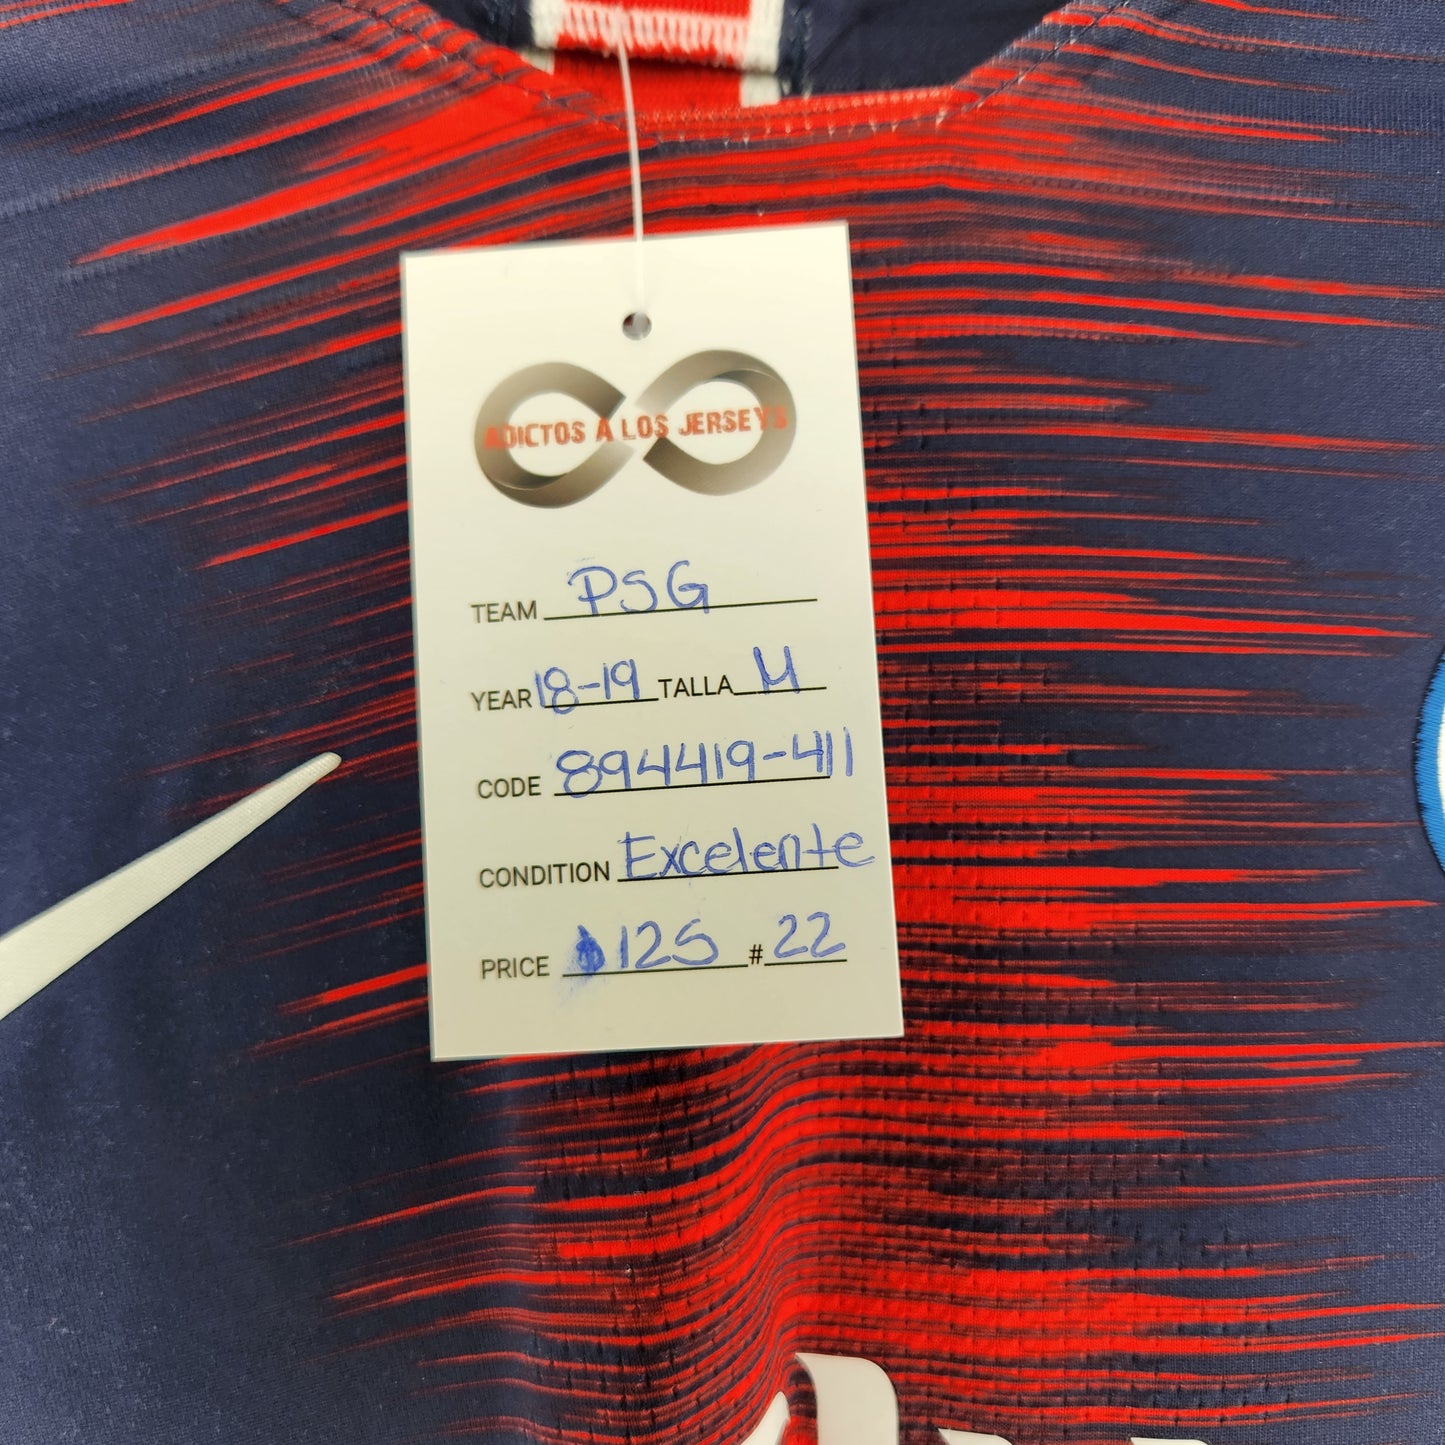 ADICTOS A LOS JERSEYS
TEAM PSG
YEAR 18-19 TALLA M
CODE 894419-411
CONDITION Excelente
PRICE $125 #22